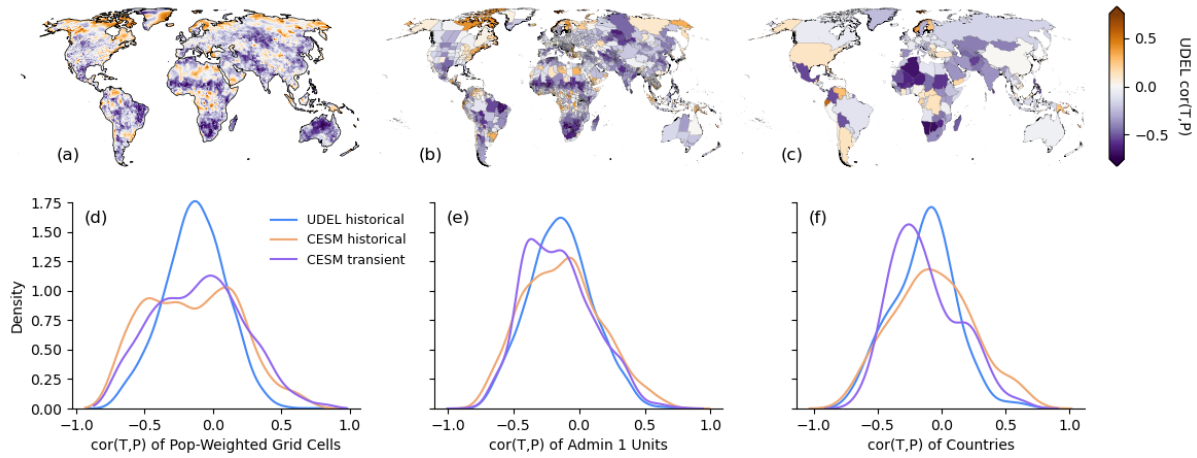 (a)
(b)
(c)
0.5
0.0
−0.5
UDEL cor(T,P)
(d)
UDEL historical
CESM historical
CESM transient
(e)
(f)
Density
1.75
1.50
1.25
1.00
0.75
0.50
0.25
0.00
−1.0 −0.5 0.0 0.5 1.0
−1.0 −0.5 0.0 0.5 1.0
−1.0 −0.5 0.0 0.5 1.0
cor(T,P) of Pop-Weighted Grid Cells
cor(T,P) of Admin 1 Units
cor(T,P) of Countries